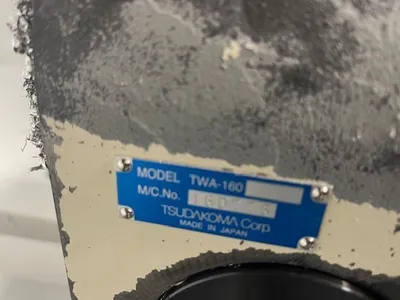 MODEL TWA-160
M/C.No.
TSUDAKOMA Corp
MADE IN JAPAN